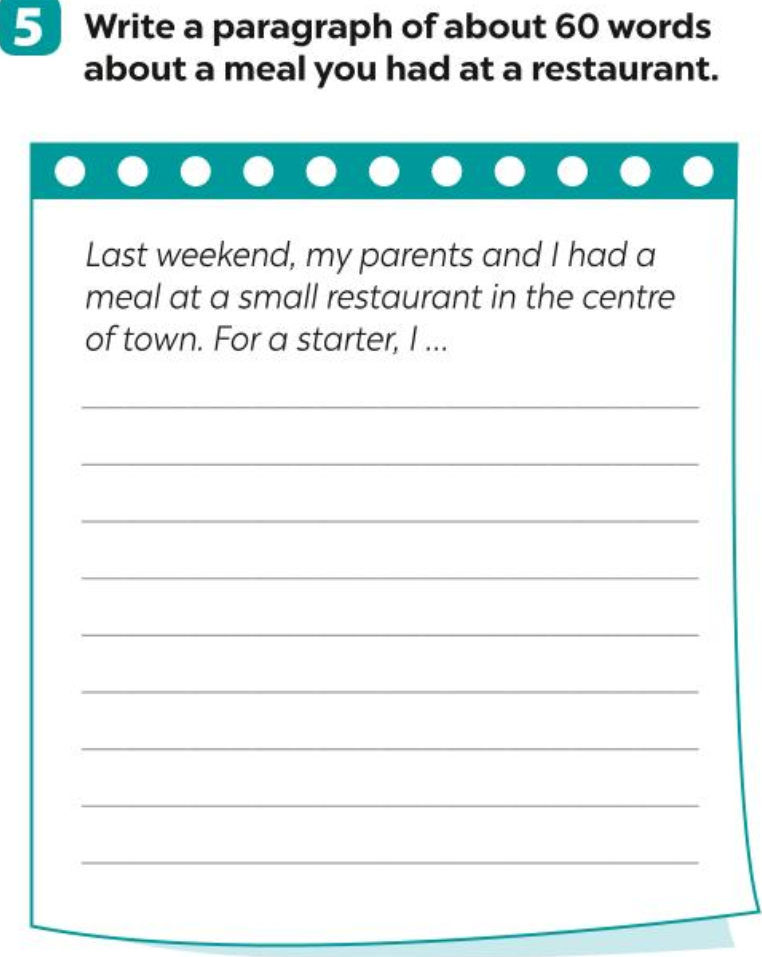 5 Write a paragraph of about 60 words
about a meal you had at a restaurant.
Last weekend, my parents and I had a
meal at a small restaurant in the centre
of town. For a starter, I ...